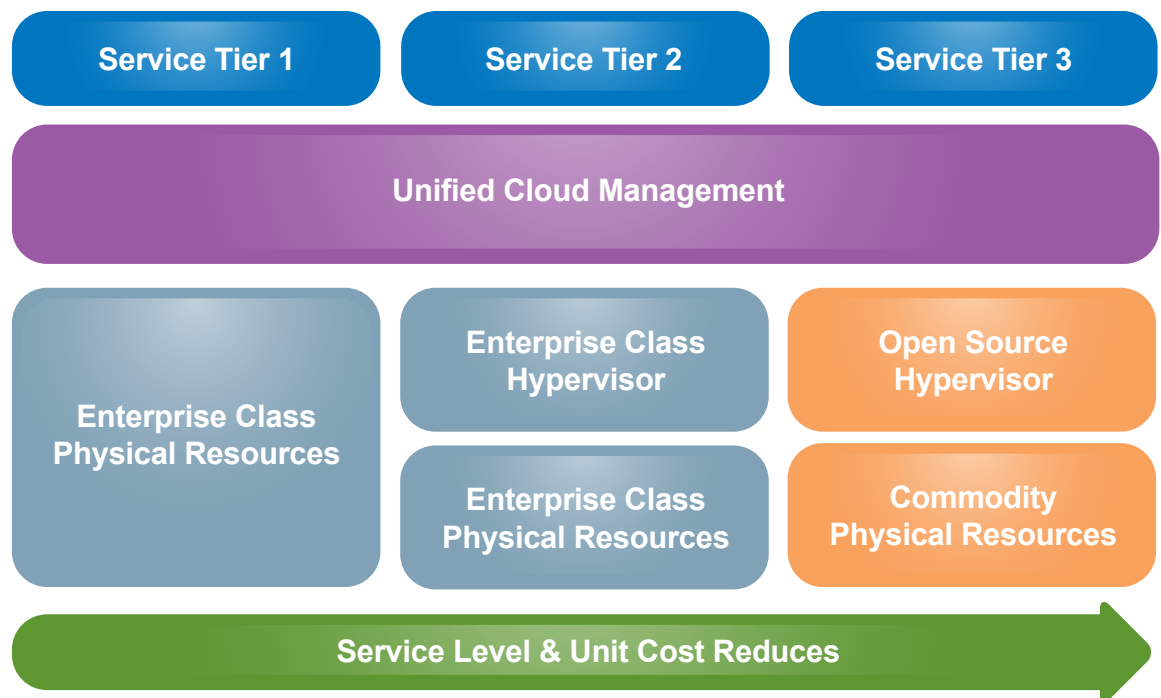 Service Tier 1
Service Tier 2
Service Tier 3
Unified Cloud Management
Enterprise Class
Physical Resources
Enterprise Class
Hypervisor
Enterprise Class
Physical Resources
Open Source
Hypervisor
Commodity
Physical Resources
Service Level & Unit Cost Reduces